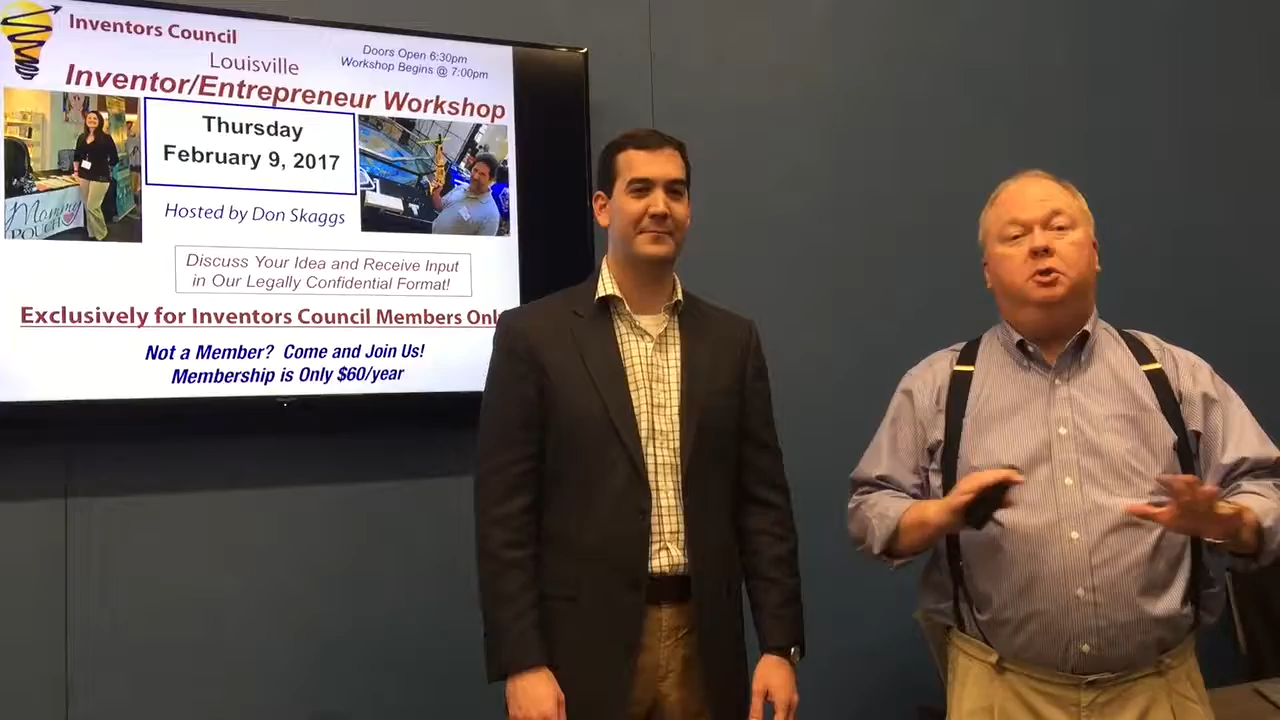 Inventors Council
Louisville
Doors Open 6:30pm
Workshop Begins @ 7:00pm
Inventor/Entrepreneur Workshop
Thursday
February 9, 2017
Hosted by Don Skaggs
Mommy
POUCH
Discuss Your Idea and Receive Input
in Our Legally Confidential Format!
Exclusively for Inventors Council Members Onl
Not a Member? Come and Join Us!
Membership is Only $60/year